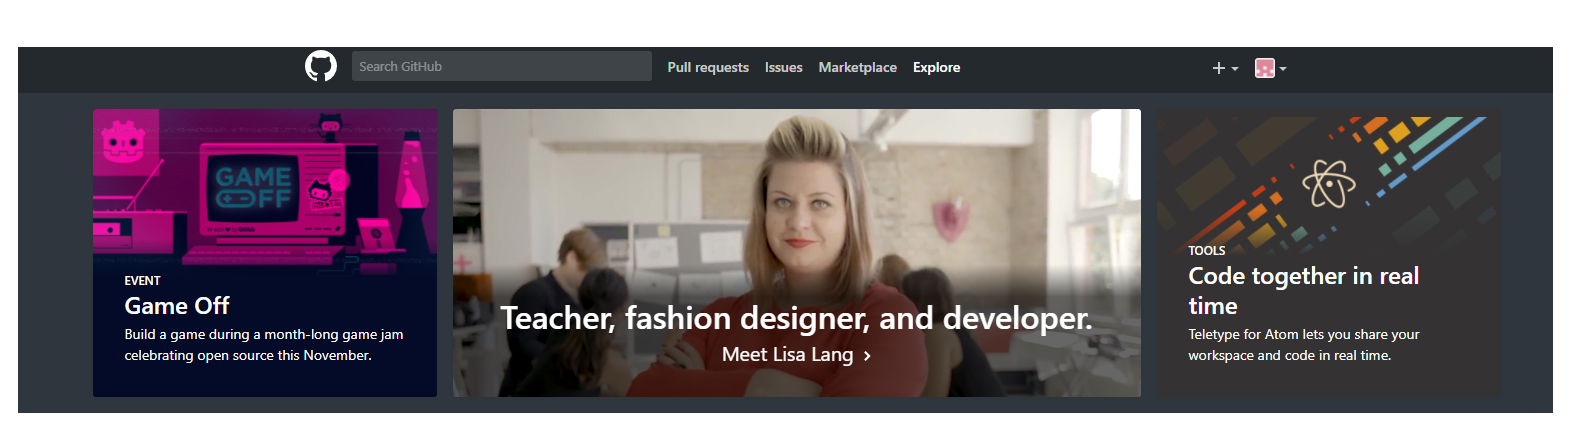 Search GitHub
Pull requests
Issues
Marketplace
Explore
GAME
OFF
EVENT
Game Off
Build a game during a month-long game jam
celebrating open source this November.
Teacher, fashion designer, and developer.
Meet Lisa Lang
TOOLS
Code together in real
time
Teletype for Atom lets you share your
workspace and code in real time.